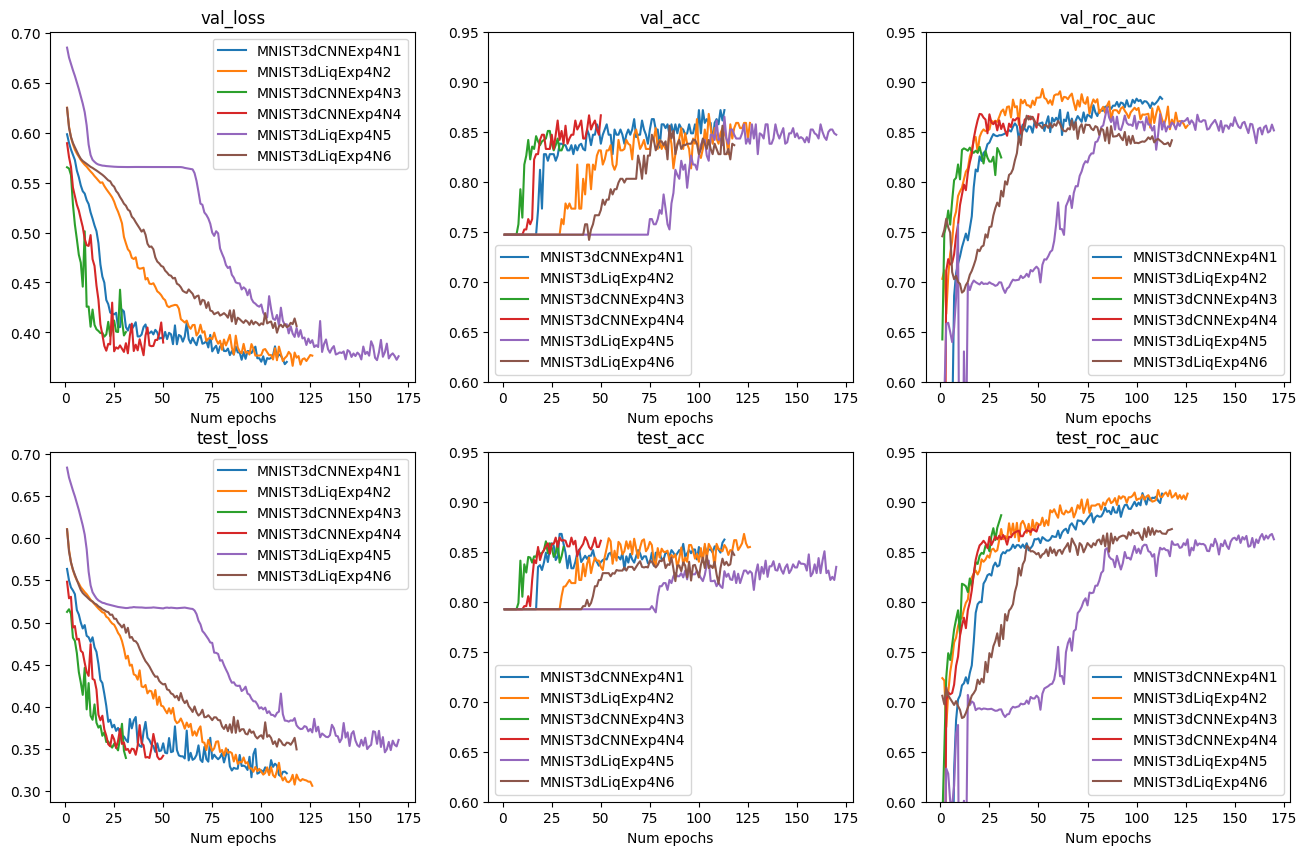 val_loss
0.70
0.65
0.60
0.55
0.50
0.45
0.40
MNIST3dCNNExp4N1
MNIST3dLiqExp4N2
MNIST3dCNNExp4N3
MNIST3dCNNExp4N4
MNIST3dLiqExp4N5
MNIST3dLiqExp4N6
0 25 50 75 100 125 150 175
Num epochs
val_acc
0.95
0.90
0.85
0.80
0.75
0.70
0.65
0.60
MNIST3dCNNExp4N1
MNIST3dLiqExp4N2
MNIST3dCNNExp4N3
MNIST3dCNNExp4N4
MNIST3dLiqExp4N5
MNIST3dLiqExp4N6
0 25 50 75 100 125 150 175
Num epochs
val_roc_auc
0.95
0.90
0.85
0.80
0.75
0.70
0.65
0.60
MNIST3dCNNExp4N1
MNIST3dLiqExp4N2
MNIST3dCNNExp4N3
MNIST3dCNNExp4N4
MNIST3dLiqExp4N5
MNIST3dLiqExp4N6
0 25 50 75 100 125 150 175
Num epochs
test_loss
0.70
0.65
0.60
0.55
0.50
0.45
0.40
0.35
0.30
MNIST3dCNNExp4N1
MNIST3dLiqExp4N2
MNIST3dCNNExp4N3
MNIST3dCNNExp4N4
MNIST3dLiqExp4N5
MNIST3dLiqExp4N6
0 25 50 75 100 125 150 175
Num epochs
test_acc
0.95
0.90
0.85
0.80
0.75
0.70
0.65
0.60
MNIST3dCNNExp4N1
MNIST3dLiqExp4N2
MNIST3dCNNExp4N3
MNIST3dCNNExp4N4
MNIST3dLiqExp4N5
MNIST3dLiqExp4N6
0 25 50 75 100 125 150 175
Num epochs
test_roc_auc
0.95
0.90
0.85
0.80
0.75
0.70
0.65
0.60
MNIST3dCNNExp4N1
MNIST3dLiqExp4N2
MNIST3dCNNExp4N3
MNIST3dCNNExp4N4
MNIST3dLiqExp4N5
MNIST3dLiqExp4N6
0 25 50 75 100 125 150 175
Num epochs